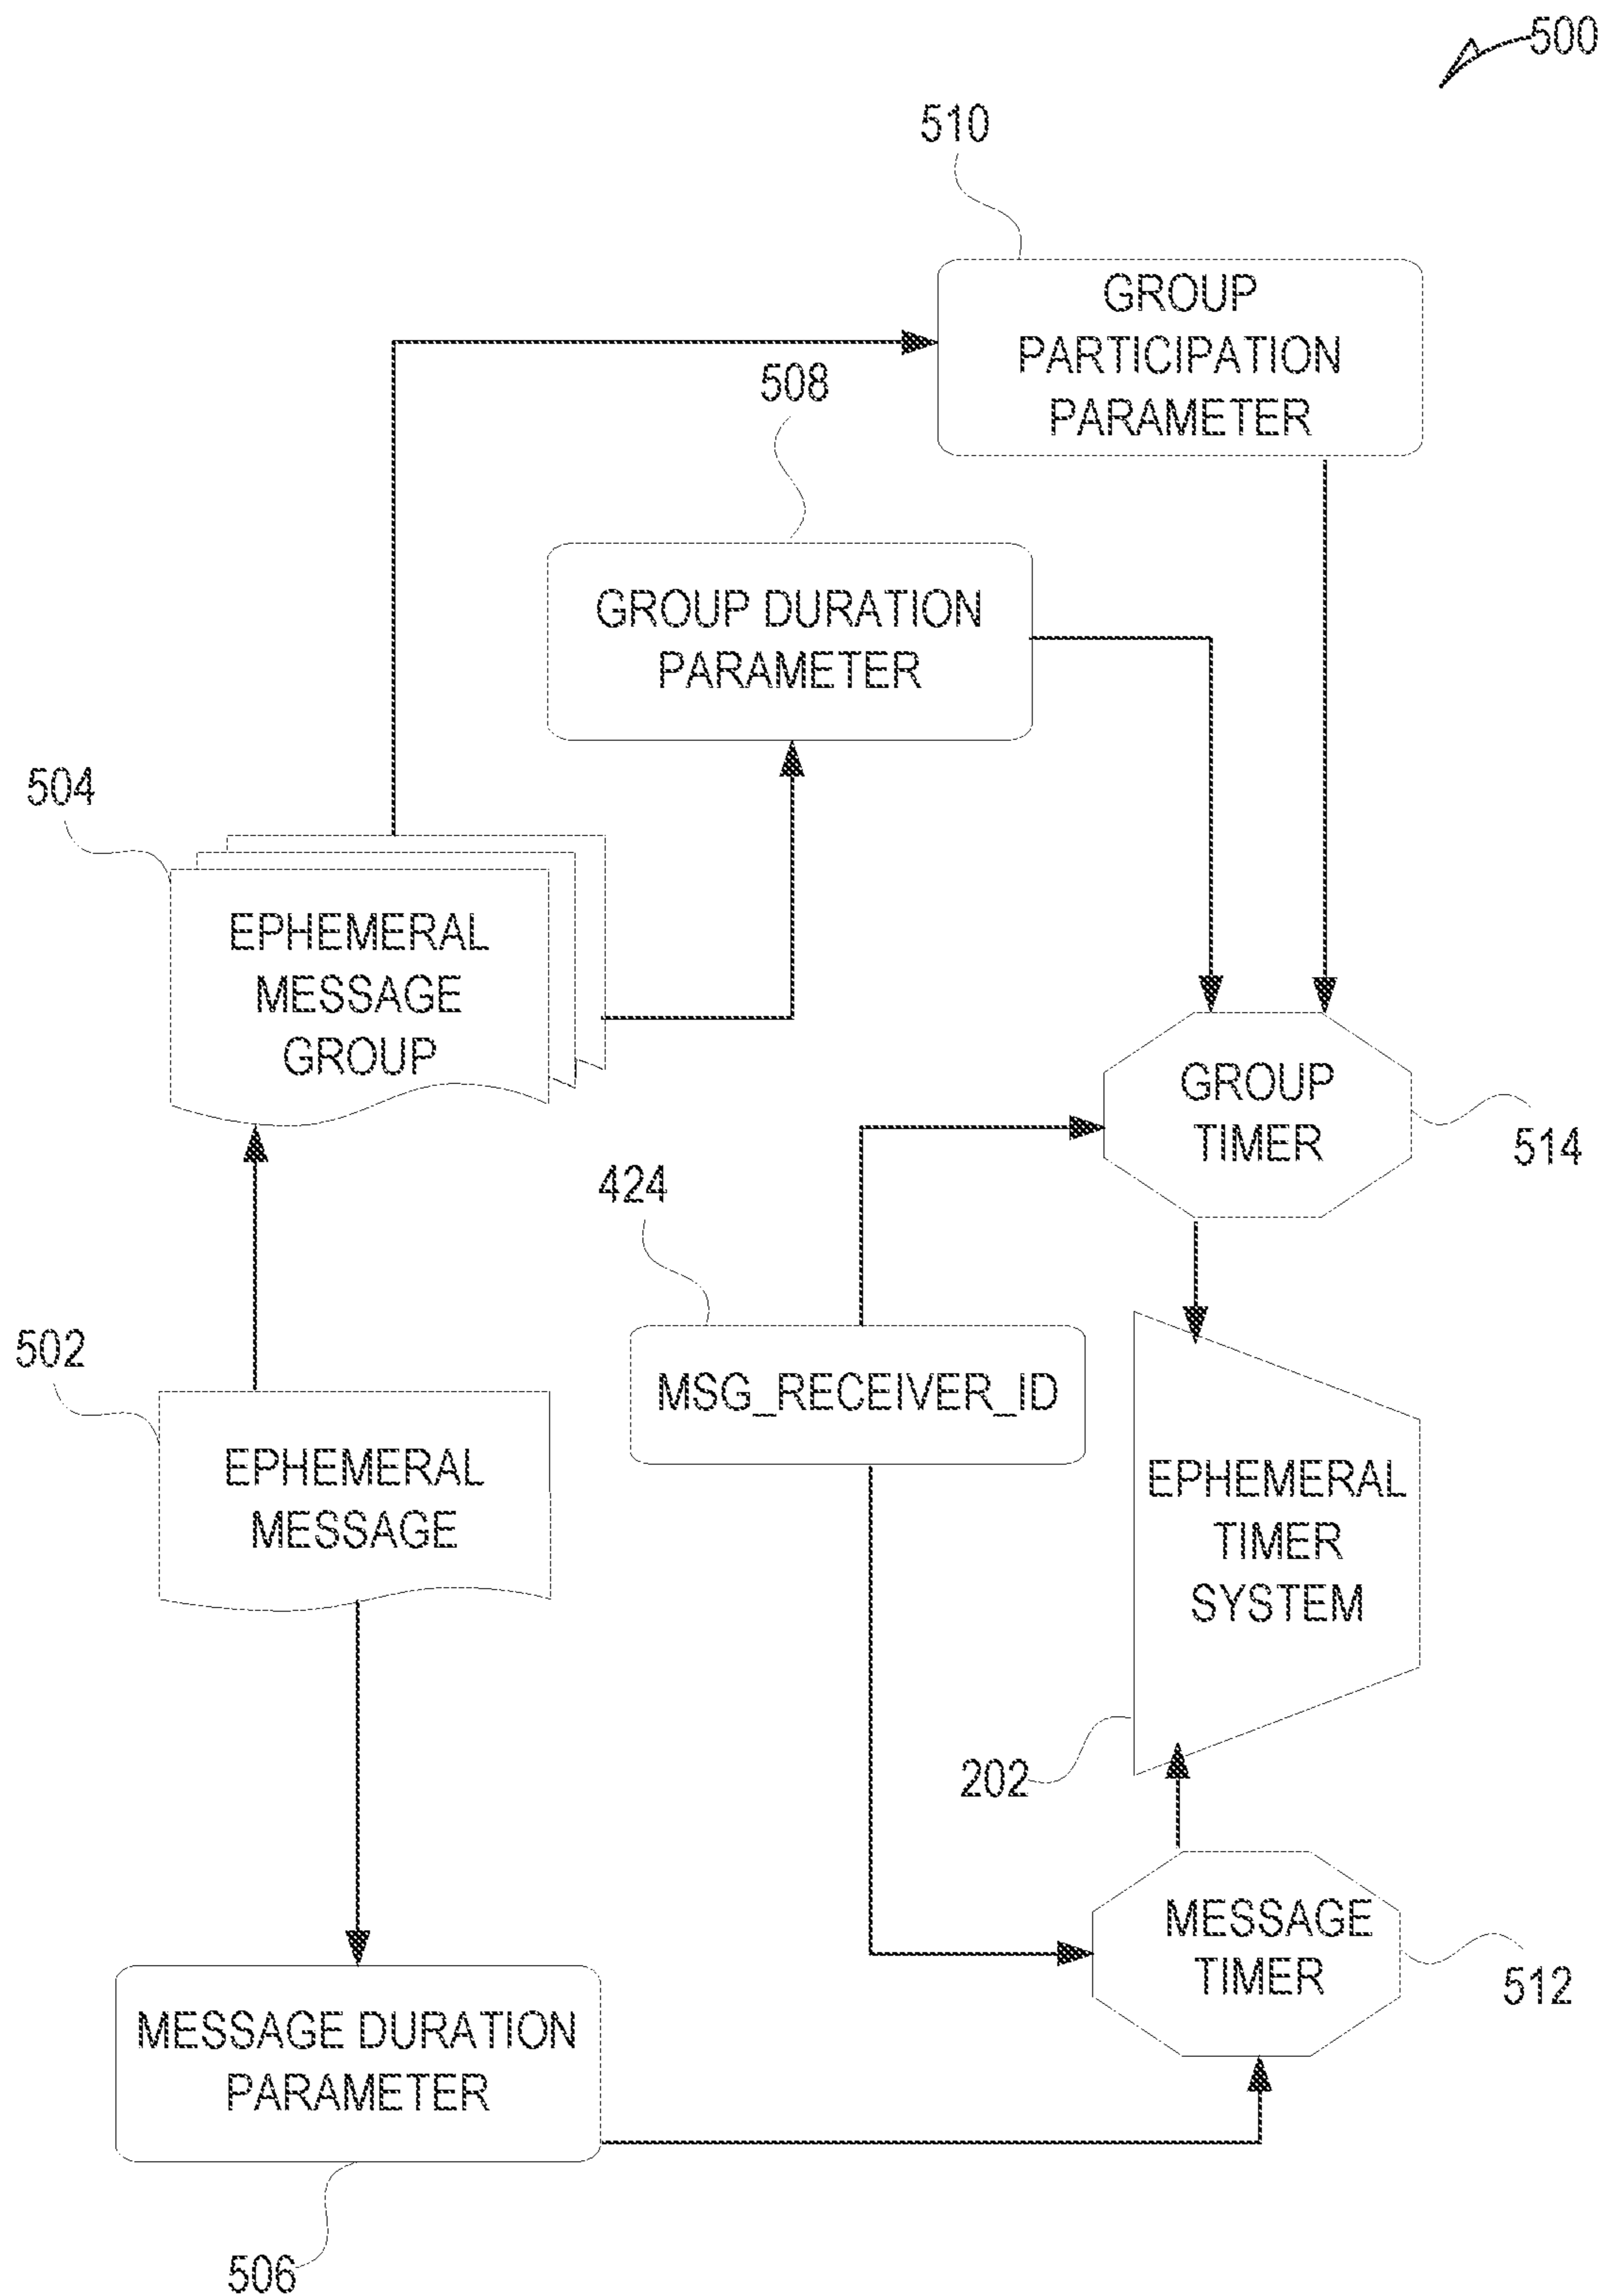 500
510
GROUP
PARTICIPATION
PARAMETER
508
GROUP DURATION
PARAMETER
504
EPHEMERAL
MESSAGE
GROUP
GROUP
TIMER
514
424
MSG_RECEIVER_ID
502
EPHEMERAL
MESSAGE
EPHEMERAL
TIMER
SYSTEM
202
MESSAGE
TIMER
512
MESSAGE DURATION
PARAMETER
506